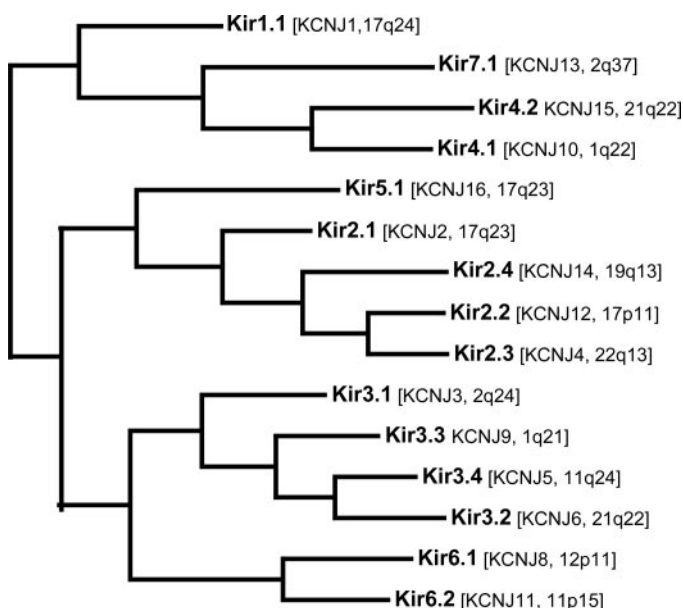 Kir1.1 [KCNJ1,17q24]
Kir7.1 [KCNJ13, 2q37]
Kir4.2 KCNJ15, 21q22]
Kir4.1 [KCNJ10, 1q22]
Kir5.1 [KCNJ16, 17q23]
Kir2.1 [KCNJ2, 17q23]
Kir2.4 [KCNJ14, 19q13]
Kir2.2 [KCNJ12, 17p11]
Kir2.3 [KCNJ4, 22q13]
Kir3.1 [KCNJ3, 2q24]
Kir3.3 KCNJ9, 1q21]
Kir3.4 [KCNJ5, 11q24]
Kir3.2 [KCNJ6, 21q22]
Kir6.1 [KCNJ8, 12p11]
Kir6.2 [KCNJ11, 11p15]